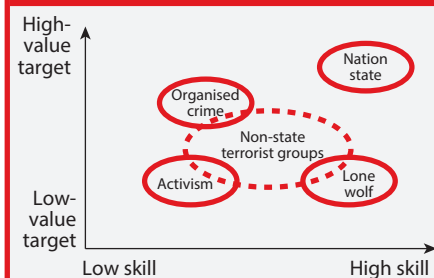 High-
value
target
Nation
state
Organised
crime
Non-state
terrorist groups
Activism
Lone
wolf
Low-
value
target
Low skill
High skill